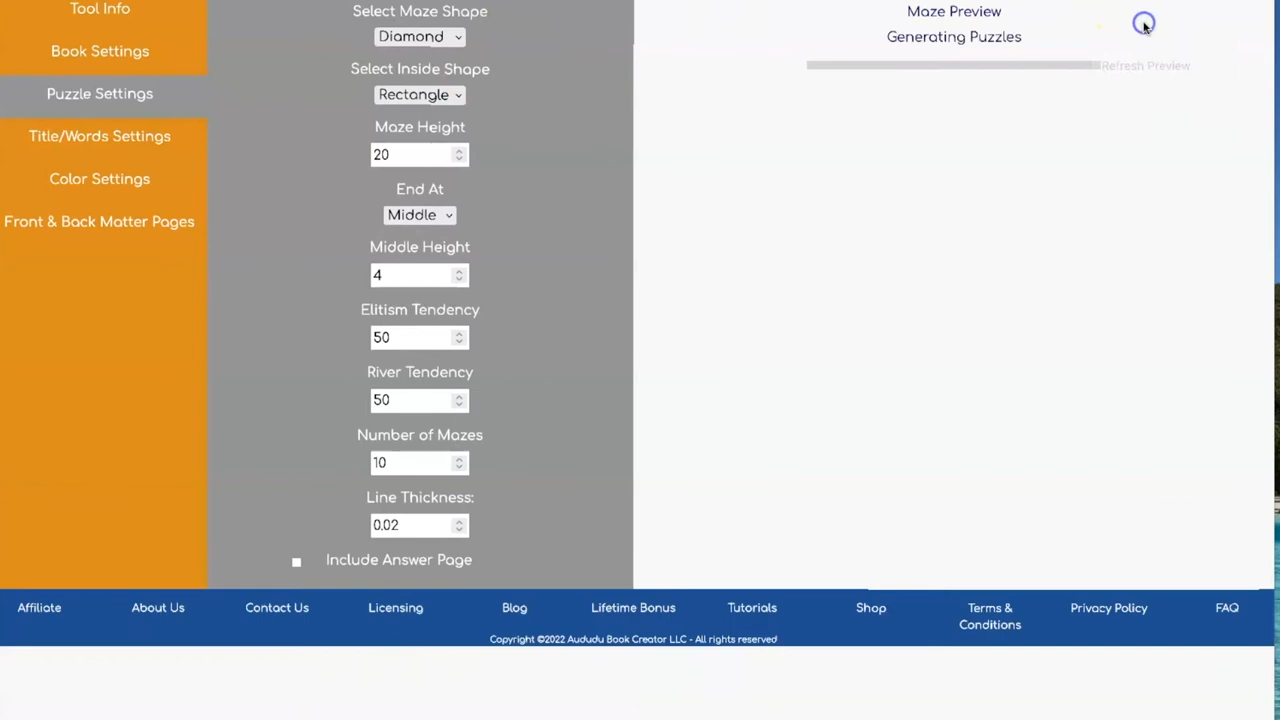 Tool Info
Book Settings
Puzzle Settings
Title/Words Settings
Color Settings
Front & Back Matter Pages
Select Maze Shape
Diamond
Select Inside Shape
Rectangle
Maze Height
20
End At
Middle
Middle Height
4
Elitism Tendency
50
River Tendency
50
Number of Mazes
10
Line Thickness:
0.02
Include Answer Page
Maze Preview
Generating Puzzles
Refresh Preview
Affiliate
About Us
Contact Us
Licensing
Blog
Lifetime Bonus
Tutorials
Shop
Terms &
Conditions
Privacy Policy
FAQ
Copyright ©2022 Aududu Book Creator LLC - All rights reserved